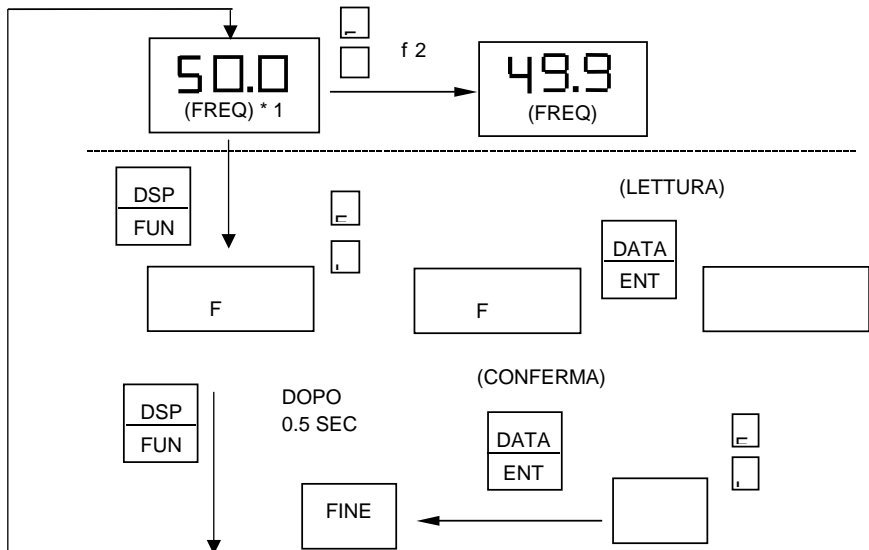 50.0
(FREQ) * 1
f 2
49.9
(FREQ)
DSP
FUN
(LETTURA)
DATA
ENT
F
F
DSP
FUN
DOPO
0.5 SEC
(CONFERMA)
DATA
ENT
FINE